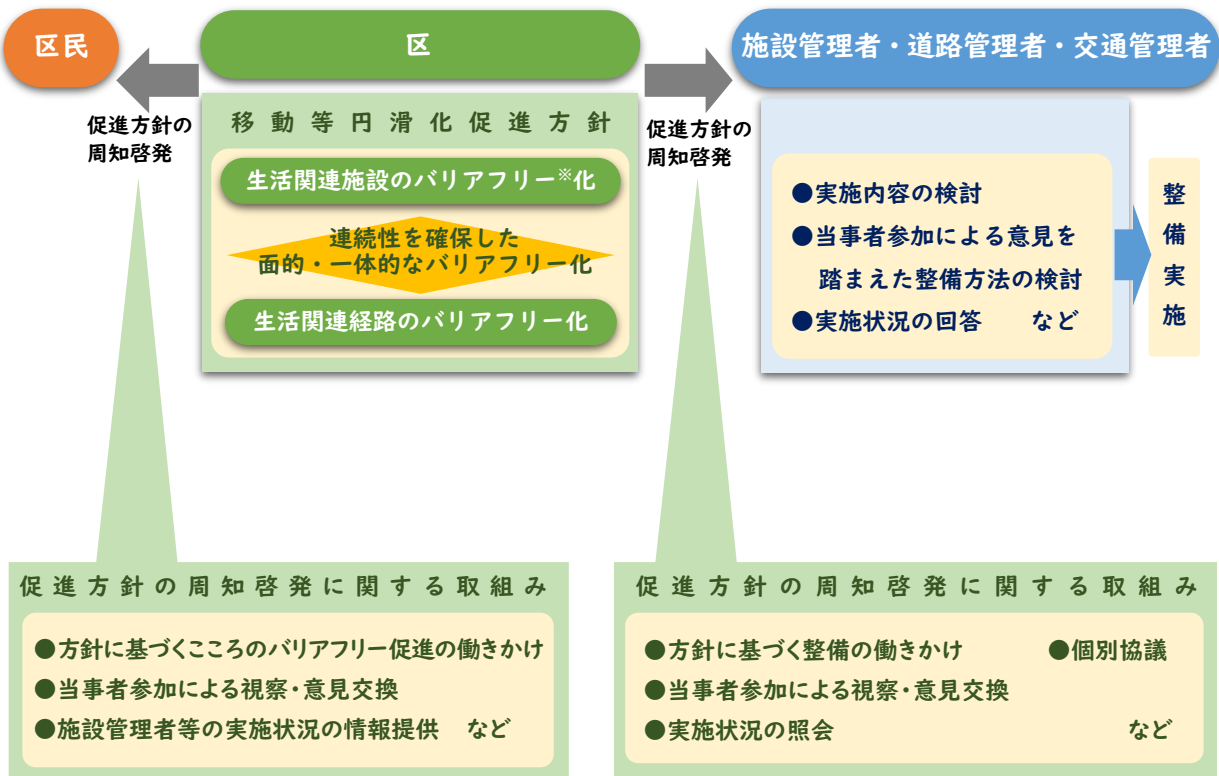 区民
区
施設管理者・道路管理者・交通管理者
促進方針の
周知啓発
移動等円滑化促進方針
生活関連施設のバリアフリー※化
連続性を確保した
面的・一体的なバリアフリー化
生活関連経路のバリアフリー化
促進方針の
周知啓発
●実施内容の検討
●当事者参加による意見を
踏まえた整備方法の検討
●実施状況の回答　など
整備実施
促進方針の周知啓発に関する取組み
●方針に基づくこころのバリアフリー促進の働きかけ
●当事者参加による視察・意見交換
●施設管理者等の実施状況の情報提供　など
促進方針の周知啓発に関する取組み
●方針に基づく整備の働きかけ　●個別協議
●当事者参加による視察・意見交換
●実施状況の照会　など